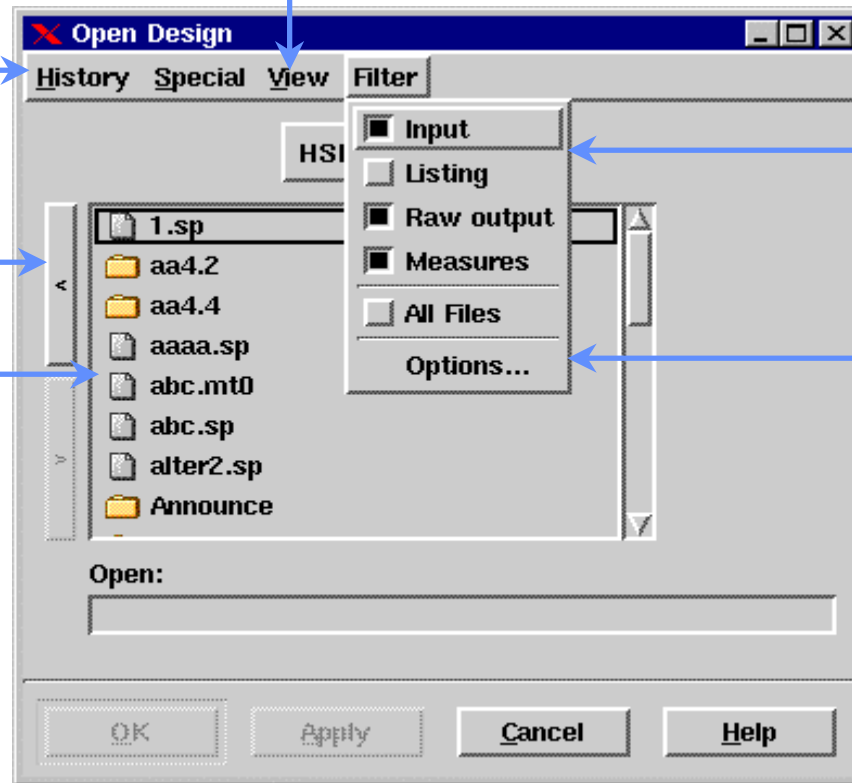 Open Design
History Special View Filter
Input
HSI
Listing
1.sp
Raw output
aa4.2
Measures
<
aa4.4
All Files
aaaa.sp
Options...
abc.mt0
abc.sp
>
alter2.sp
Announce
Open:
OK Apply Cancel Help